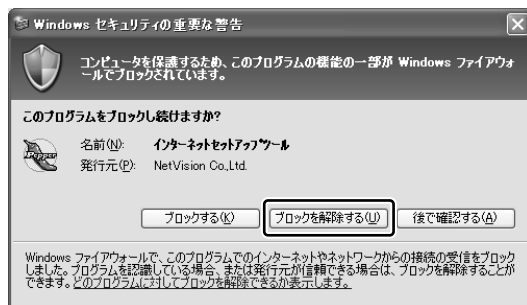 Windows セキュリティの重要な警告
コンピュータを保護するため、このプログラムの機能の一部が Windows ファイアウォ
ールでブロックされています。
このプログラムをブロックし続けますか?
名前(N): インターネットセットアップツール
発行元(P): NetVision Co.,Ltd.
ブロックする(K) ブロックを解除する(U) 後で確認する(A)
Windows ファイアウォールで、このプログラムでのインターネットやネットワークからの接続の受信をブロック
しました。プログラムを認識している場合、または発行元が信頼できる場合は、ブロックを解除することが
できます。どのプログラムに対してブロックを解除できるか表示します。